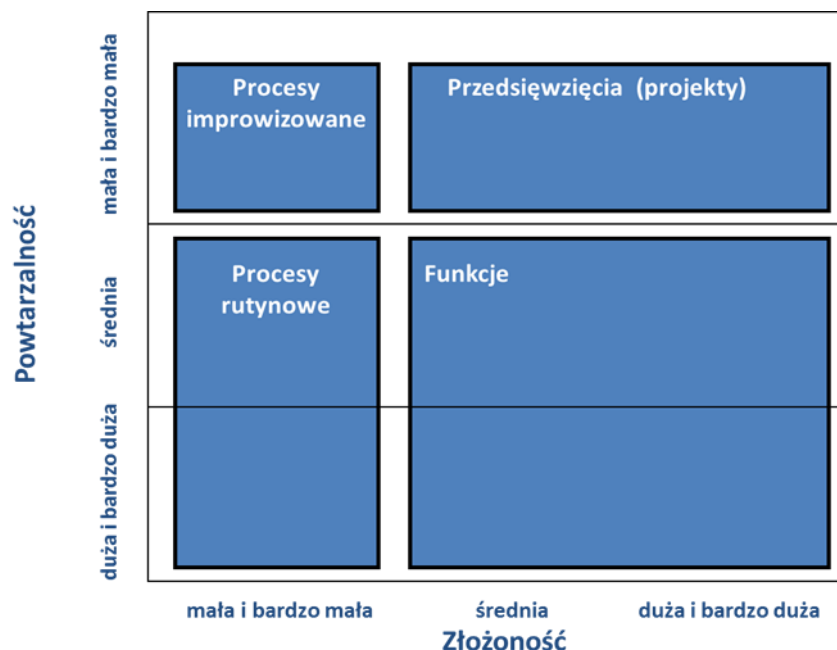 Powtarzalność
mała i bardzo mała
średnia
duża i bardzo duża
Procesy
improwizowane
Przedsięwzięcia (projekty)
Procesy
rutynowe
Funkcje
mała i bardzo mała
średnia
duża i bardzo duża
Złożoność